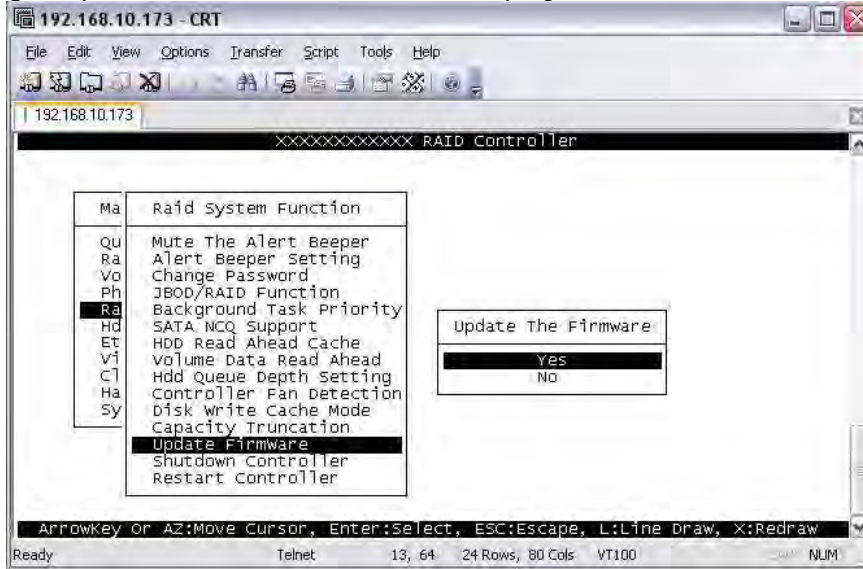 192.168.10.173 - CRT
File Edit View Options Transfer Script Tools Help
192.168.10.173
XXXXXXXXXXXX RAID Controller
Ma
Qu
Ra
Vo
Ph
Ra
Hd
Et
Vi
Cl
Ha
Sy
Raid System Function
Mute The Alert Beeper
Alert Beeper Setting
Change Password
JBOD/RAID Function
Background Task Priority
SATA NCQ Support
HDD Read Ahead Cache
Volume Data Read Ahead
Hdd Queue Depth Setting
Controller Fan Detection
Disk Write Cache Mode
Capacity Truncation
Update FirmWare
Shutdown Controller
Restart Controller
Update The Firmware
Yes
No
ArrowKey Or AZ:Move Cursor, Enter:Select, ESC:Escape, L:Line Draw, X:Redraw
Ready Telnet 13, 64 24 Rows, 80 Cols VT100 NUM